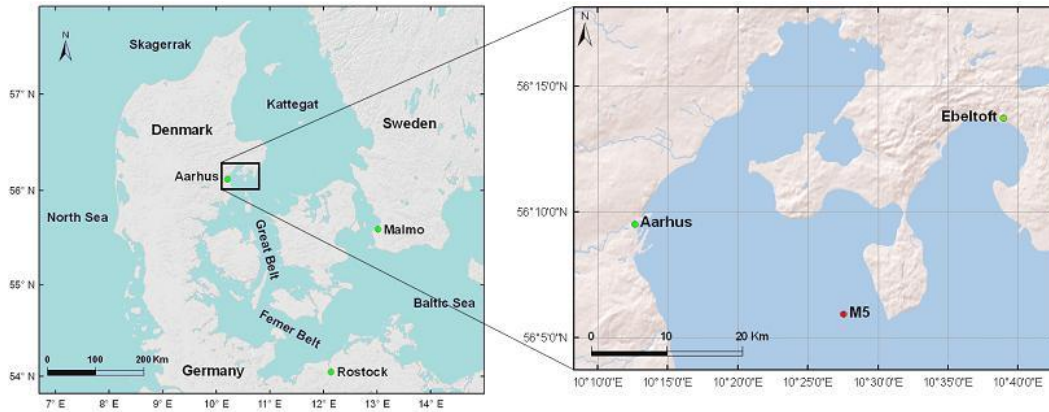 Skagerrak
N
57° N
Kattegat
Denmark
Sweden
Aarhus
56° N
North Sea
Great Belt
Malmo
55° N
Baltic Sea
Femer Belt
0 100 200 Km
Germany
Rostock
54° N
6° E 7° E 8° E 9° E 10° E 11° E 12° E 13° E 14° E
N
56°15'0"N
Ebeltoft
56°10'0"N
Aarhus
M5
56°5'0"N
0 10 20 Km
10°10'0"E 10°15'0"E 10°20'0"E 10°25'0"E 10°30'0"E 10°35'0"E 10°40'0"E